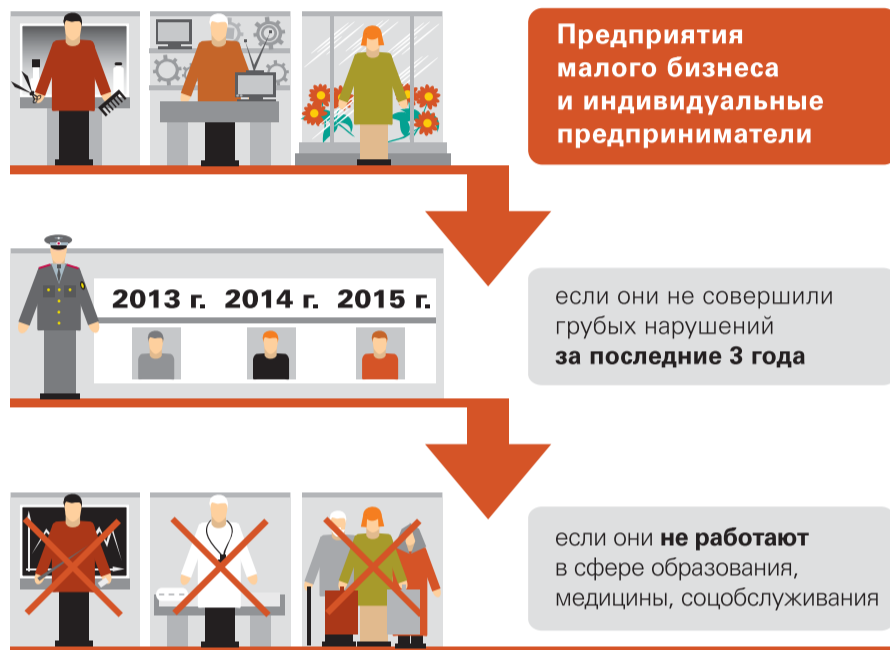 Предприятия
малого бизнеса
и индивидуальные
предприниматели
2013 г. 2014 г. 2015 г.
если они не совершили
грубых нарушений
за последние 3 года
если они не работают
в сфере образования,
медицины, соцобслуживания